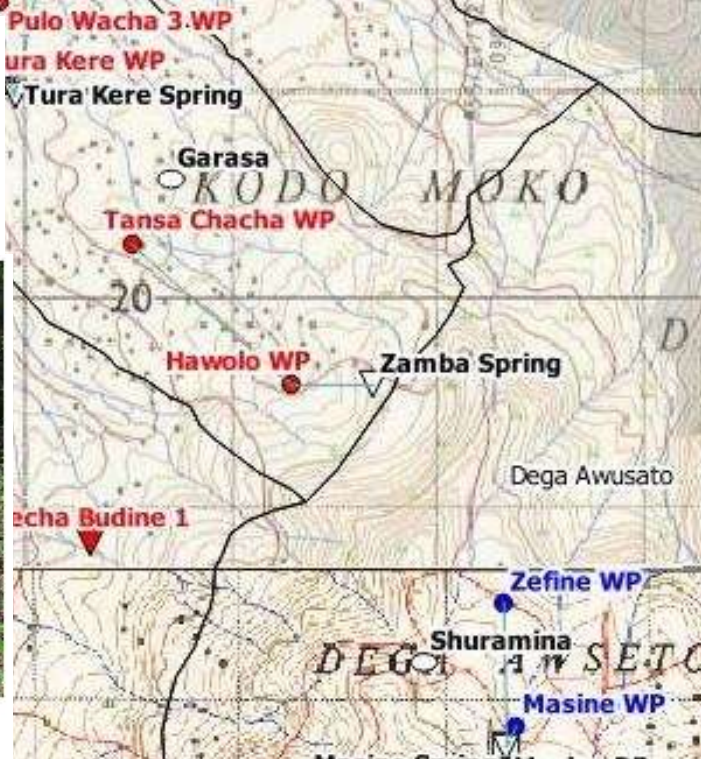 Pulo Wacha 3 WP
ura Kere WP
Tura Kere Spring
Garasa
KODO MOKO
Tansa Chacha WP
20
D
Hawolo WP
Zamba Spring
Dega Awusato
echa Budine 1
Zefine WP
Shuramina
DEGA AWSETO
Masine WP